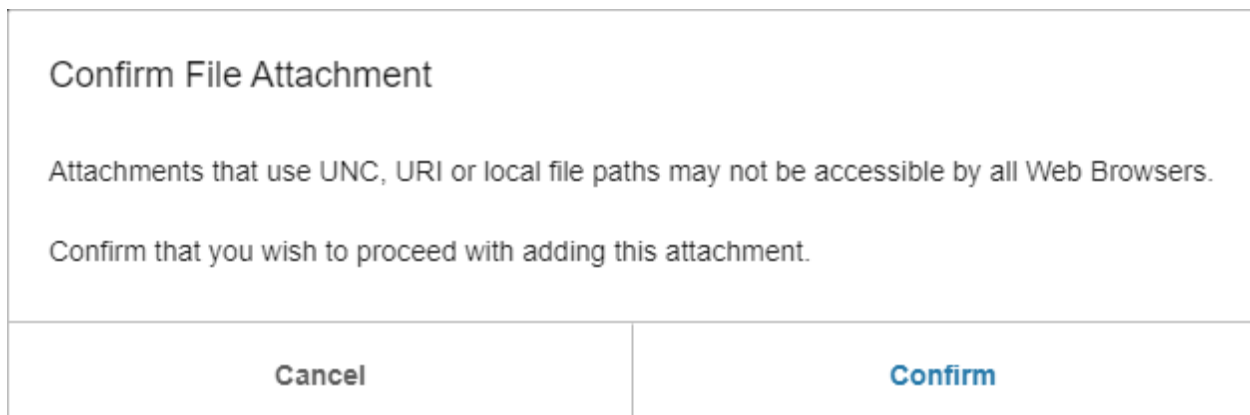 Confirm File Attachment
Attachments that use UNC, URI or local file paths may not be accessible by all Web Browsers.
Confirm that you wish to proceed with adding this attachment.
Cancel
Confirm